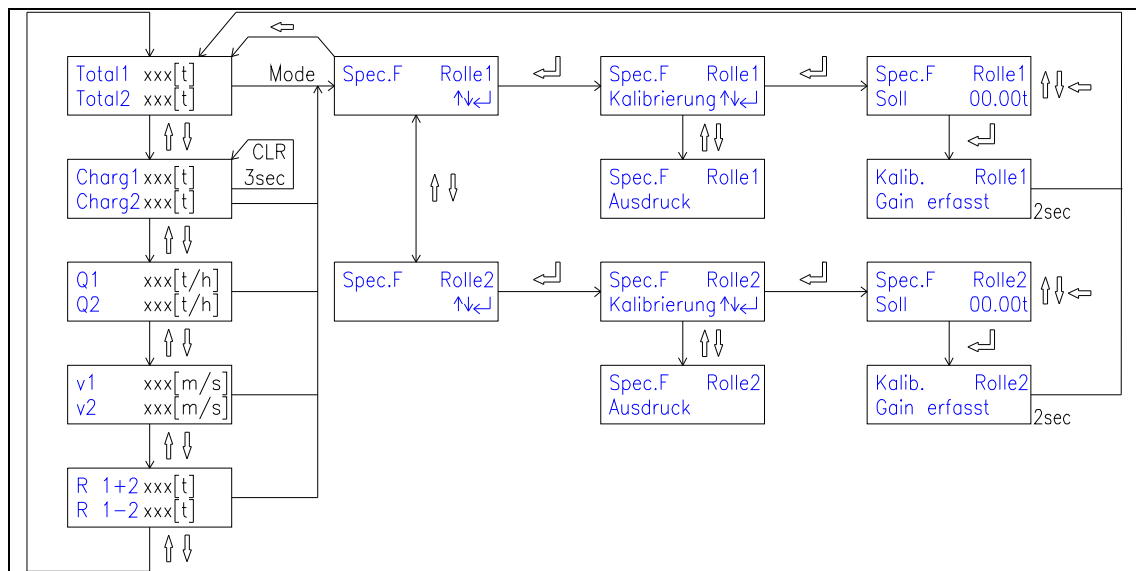 Total1 xxx[t]
Total2 xxx[t]
Mode
Spec.F Rolle1
↑↓↵
Spec.F Rolle1
Kalibrierung↑↓↵
Spec.F Rolle1
Soll 00.00t
CLR
3sec
Charg1 xxx[t]
Charg2 xxx[t]
Spec.F Rolle1
Ausdruck
Kalib. Rolle1
Gain erfasst
2sec
Q1 xxx[t/h]
Q2 xxx[t/h]
Spec.F Rolle2
↑↓↵
Spec.F Rolle2
Kalibrierung↑↓↵
Spec.F Rolle2
Soll 00.00t
v1 xxx[m/s]
v2 xxx[m/s]
Spec.F Rolle2
Ausdruck
Kalib. Rolle2
Gain erfasst
2sec
R 1+2 xxx[t]
R 1-2 xxx[t]